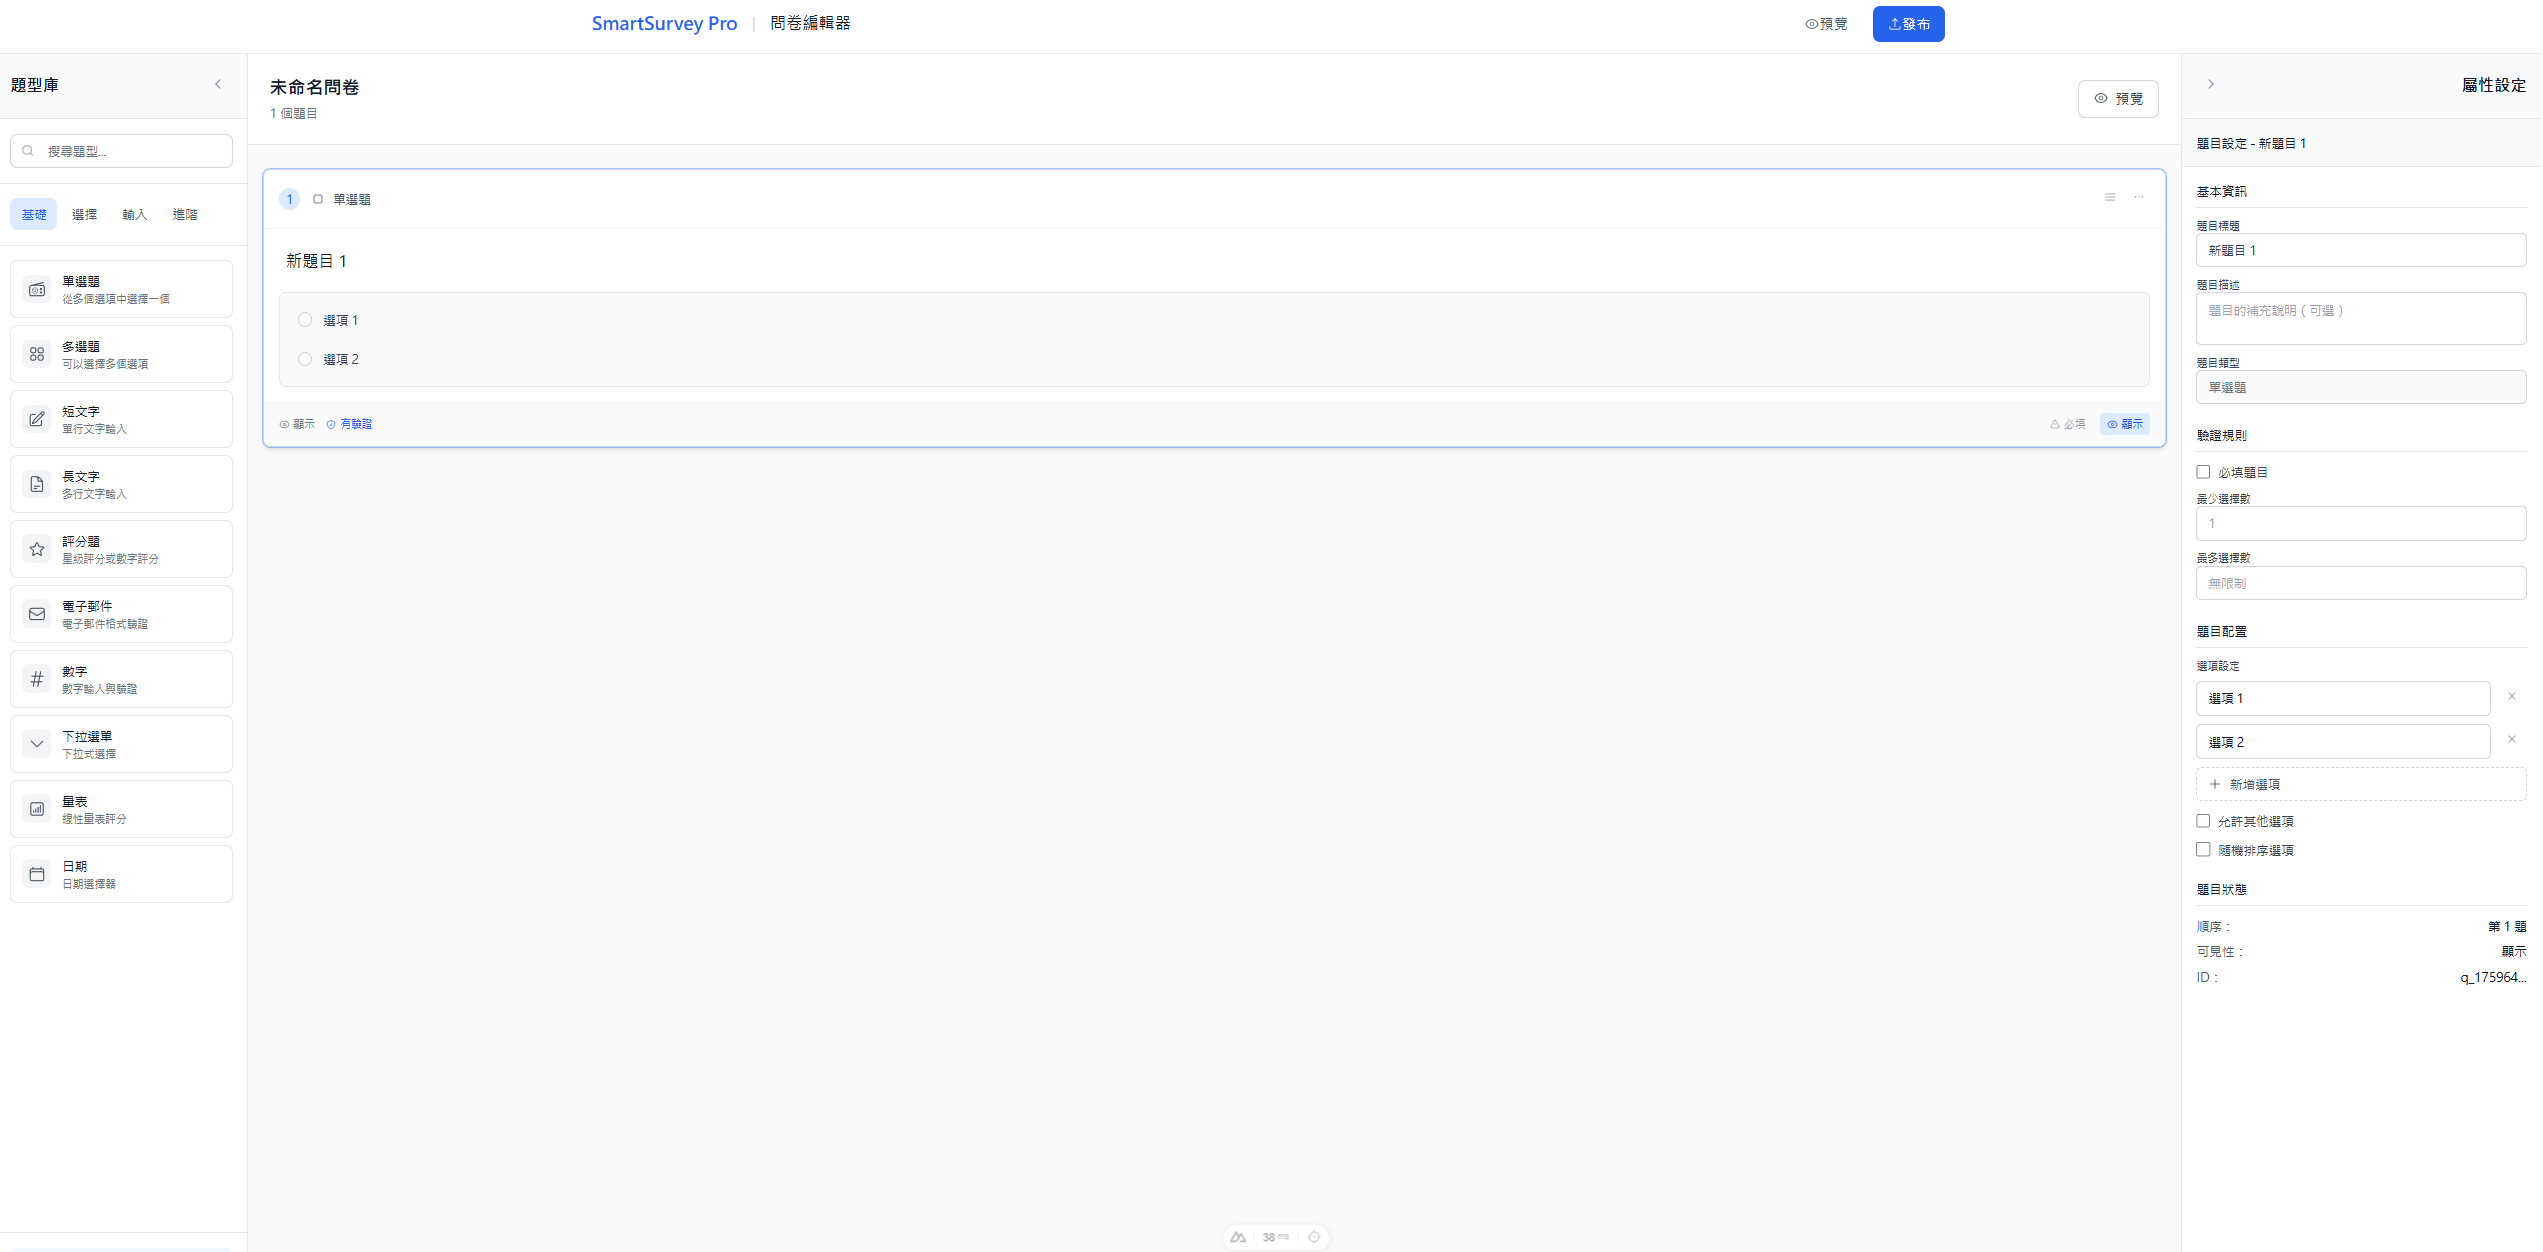 SmartSurvey Pro | 問卷編輯器
預覽
發布
題型庫
搜尋題型...
基礎 選擇 輸入 進階
單選題
從多個選項中選擇一個
多選題
可以選擇多個選項
短文字
單行文字輸入
長文字
多行文字輸入
評分題
星級評分或數字評分
電子郵件
電子郵件格式驗證
數字
數字輸入與驗證
下拉選單
下拉式選擇
量表
線性量表評分
日期
日期選擇器
未命名問卷
1 個題目
預覽
1 單選題
新題目 1
選項 1
選項 2
顯示 有驗證
必填 顯示
38 ms
屬性設定
題目設定 - 新題目 1
基本資訊
題目標題
新題目 1
題目描述
題目的補充說明（可選）
題目類型
單選題
驗證規則
必填題目
最少選擇數
1
最多選擇數
無限制
題目配置
選項設定
選項 1
選項 2
新增選項
允許其他選項
隨機排序選項
題目狀態
順序： 第 1 題
可見性： 顯示
ID： q_175964...